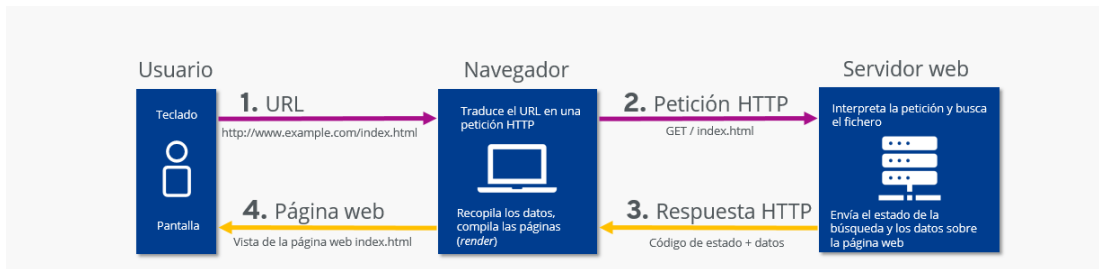 Usuario
Navegador
Servidor web
Teclado
Pantalla
1. URL
http://www.example.com/index.html
4. Página web
Vista de la página web index.html
Traduce el URL en una
petición HTTP
Recopila los datos,
compila las páginas
(render)
2. Petición HTTP
GET / index.html
3. Respuesta HTTP
Código de estado + datos
Interpreta la petición y busca
el fichero
Envía el estado de la
búsqueda y los datos sobre
la página web